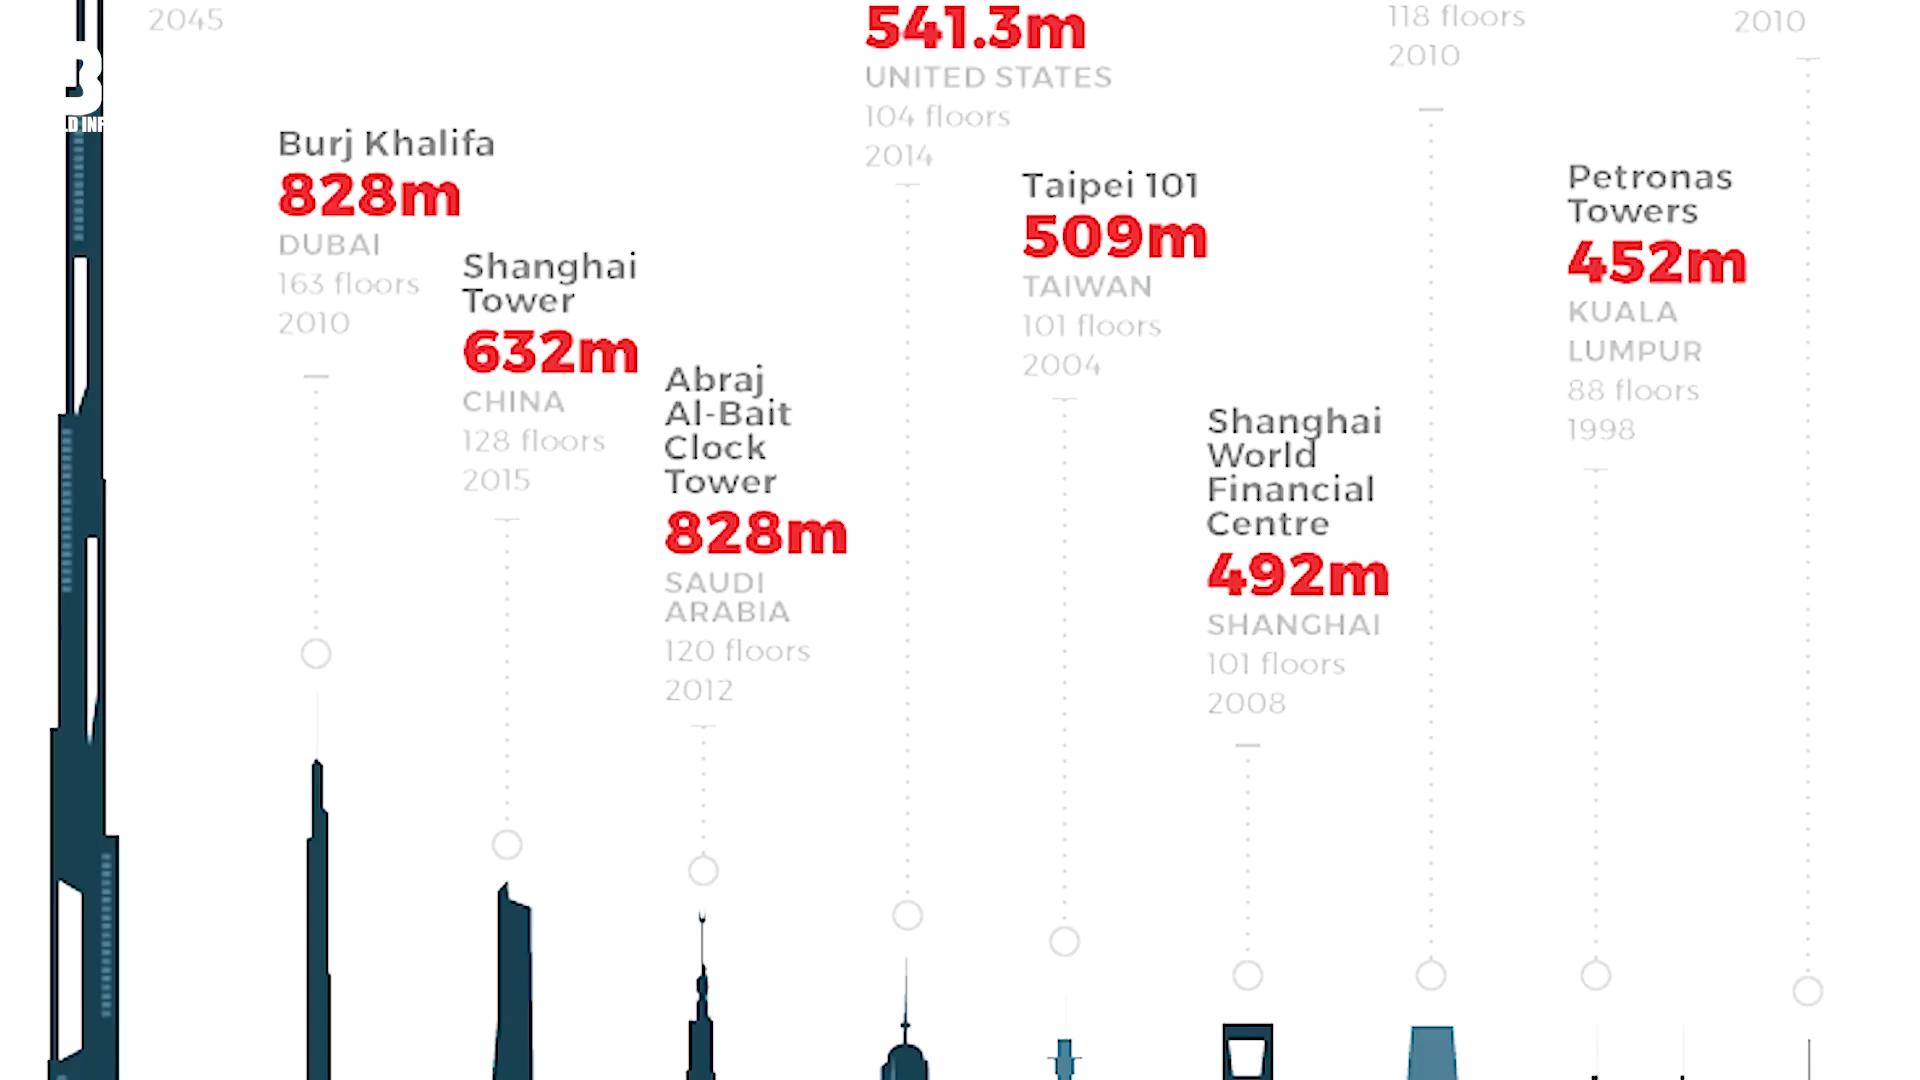 2045
B
LD INF
Burj Khalifa
828m
DUBAI
163 floors
2010
Shanghai
Tower
632m
CHINA
128 floors
2015
Abraj
Al-Bait
Clock
Tower
828m
SAUDI
ARABIA
120 floors
2012
541.3m
UNITED STATES
104 floors
2014
Taipei 101
509m
TAIWAN
101 floors
2004
Shanghai
World
Financial
Centre
492m
SHANGHAI
101 floors
2008
118 floors
2010
Petronas
Towers
452m
KUALA
LUMPUR
88 floors
1998
2010